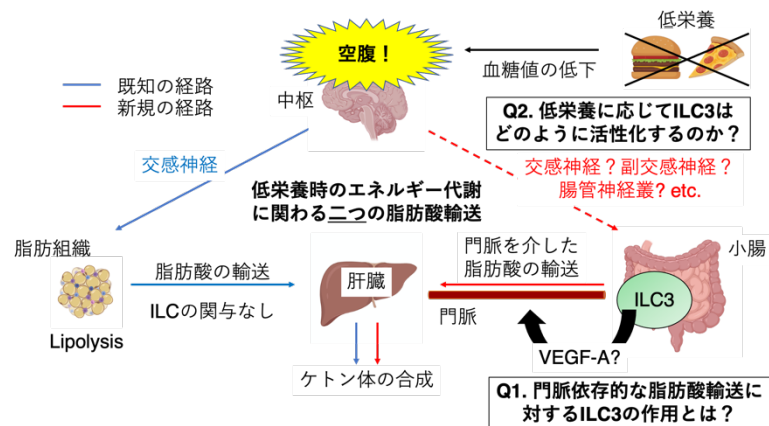 低栄養
空腹！
血糖値の低下
既知の経路
新規の経路
中枢
Q2. 低栄養に応じてILC3は
どのように活性化するのか？
交感神経
交感神経？副交感神経？
腸管神経叢? etc.
低栄養時のエネルギー代謝
に関わる二つの脂肪酸輸送
脂肪組織
脂肪酸の輸送
ILCの関与なし
Lipolysis
肝臓
門脈を介した
脂肪酸の輸送
門脈
小腸
ILC3
VEGF-A?
ケトン体の合成
Q1. 門脈依存的な脂肪酸輸送に
対するILC3の作用とは？